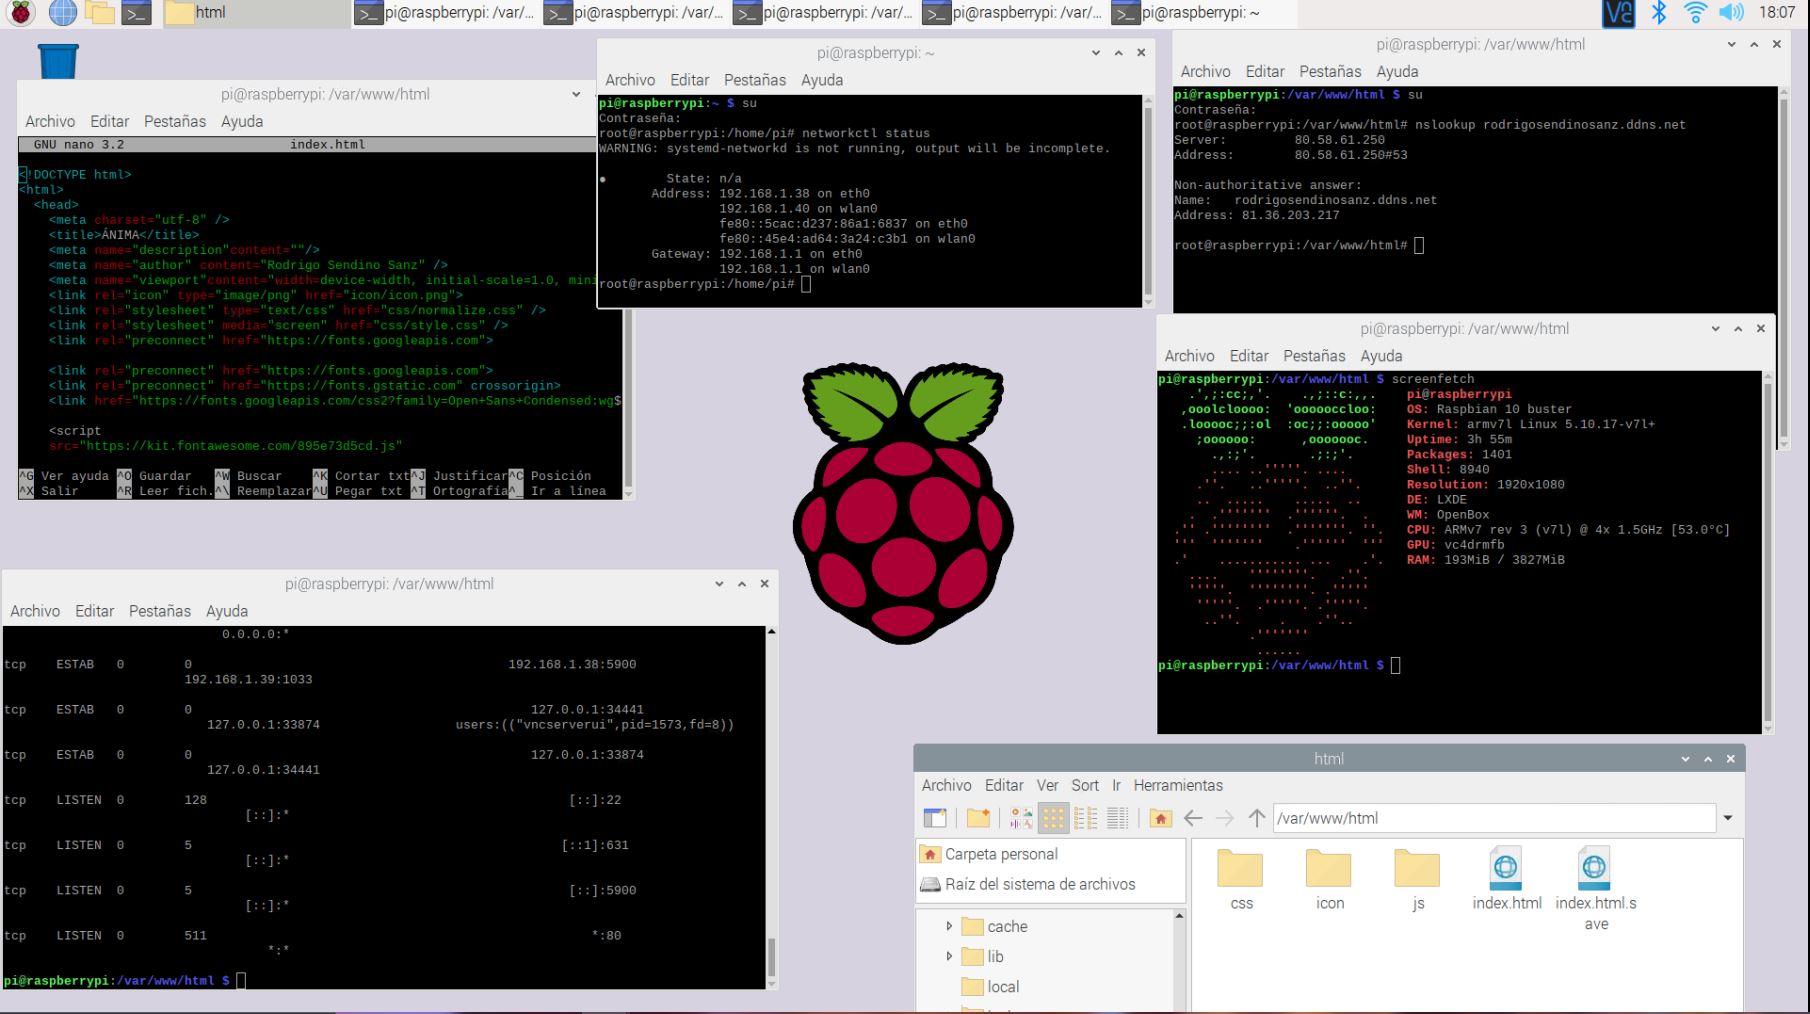 html
pi@raspberrypi: /var/...
pi@raspberrypi: /var/...
pi@raspberrypi: /var/...
pi@raspberrypi: /var/...
pi@raspberrypi: ~
18:07
pi@raspberrypi: /var/www/html
Archivo Editar Pestañas Ayuda
GNU nano 3.2 index.html
<!DOCTYPE html>
<html>
<head>
<meta charset="utf-8" />
<title>ÁNIMA</title>
<meta name="description"content=""/>
<meta name="author" content="Rodrigo Sendino Sanz" />
<meta name="viewport"content="width=device-width, initial-scale=1.0, mini
<link rel="icon" type="image/png" href="icon/icon.png">
<link rel="stylesheet" type="text/css" href="css/normalize.css" />
<link rel="stylesheet" media="screen" href="css/style.css" />
<link rel="preconnect" href="https://fonts.googleapis.com">
<link rel="preconnect" href="https://fonts.googleapis.com">
<link rel="preconnect" href="https://fonts.gstatic.com" crossorigin>
<link href="https://fonts.googleapis.com/css2?family=Open+Sans+Condensed:wg$
<script
src="https://kit.fontawesome.com/895e73d5cd.js"
^G Ver ayuda ^O Guardar ^W Buscar ^K Cortar txt ^J Justificar ^C Posición
^X Salir ^R Leer fich. ^\ Reemplazar ^U Pegar txt ^T Ortografía ^_ Ir a línea
pi@raspberrypi: ~
Archivo Editar Pestañas Ayuda
pi@raspberrypi:~ $ su
Contraseña:
root@raspberrypi:/home/pi# networkctl status
WARNING: systemd-networkd is not running, output will be incomplete.
● State: n/a
Address: 192.168.1.38 on eth0
192.168.1.40 on wlan0
fe80::5cac:d237:86a1:6837 on eth0
fe80::45e4:ad64:3a24:c3b1 on wlan0
Gateway: 192.168.1.1 on eth0
192.168.1.1 on wlan0
root@raspberrypi:/home/pi#
pi@raspberrypi: /var/www/html
Archivo Editar Pestañas Ayuda
pi@raspberrypi:/var/www/html $ su
Contraseña:
root@raspberrypi:/var/www/html# nslookup rodrigosendinosanz.ddns.net
Server: 80.58.61.250
Address: 80.58.61.250#53
Non-authoritative answer:
Name: rodrigosendinosanz.ddns.net
Address: 81.36.203.217
root@raspberrypi:/var/www/html#
pi@raspberrypi: /var/www/html
Archivo Editar Pestañas Ayuda
pi@raspberrypi:/var/www/html $ screenfetch
pi@raspberrypi
OS: Raspbian 10 buster
Kernel: armv7l Linux 5.10.17-v7l+
Uptime: 3h 55m
Packages: 1401
Shell: 8940
Resolution: 1920x1080
DE: LXDE
WM: OpenBox
CPU: ARMv7 rev 3 (v7l) @ 4x 1.5GHz [53.0°C]
GPU: vc4drmfb
RAM: 193MiB / 3827MiB
pi@raspberrypi:/var/www/html $
pi@raspberrypi: /var/www/html
Archivo Editar Pestañas Ayuda
0.0.0.0:*
tcp ESTAB 0 0 192.168.1.38:5900
192.168.1.39:1033
tcp ESTAB 0 0 127.0.0.1:34441
127.0.0.1:33874 users:(("vncserverui",pid=1573,fd=8))
tcp ESTAB 0 0 127.0.0.1:33874
127.0.0.1:34441
tcp LISTEN 0 128 [::]:22
[::]:*
tcp LISTEN 0 5 [::1]:631
[::]:*
tcp LISTEN 0 5 [::]:5900
[::]:*
tcp LISTEN 0 511 *:80
*:*
pi@raspberrypi:/var/www/html $
html
Archivo Editar Ver Sort Ir Herramientas
/var/www/html
Carpeta personal
Raíz del sistema de archivos
cache
lib
local
css
icon
js
index.html
index.html.s
ave